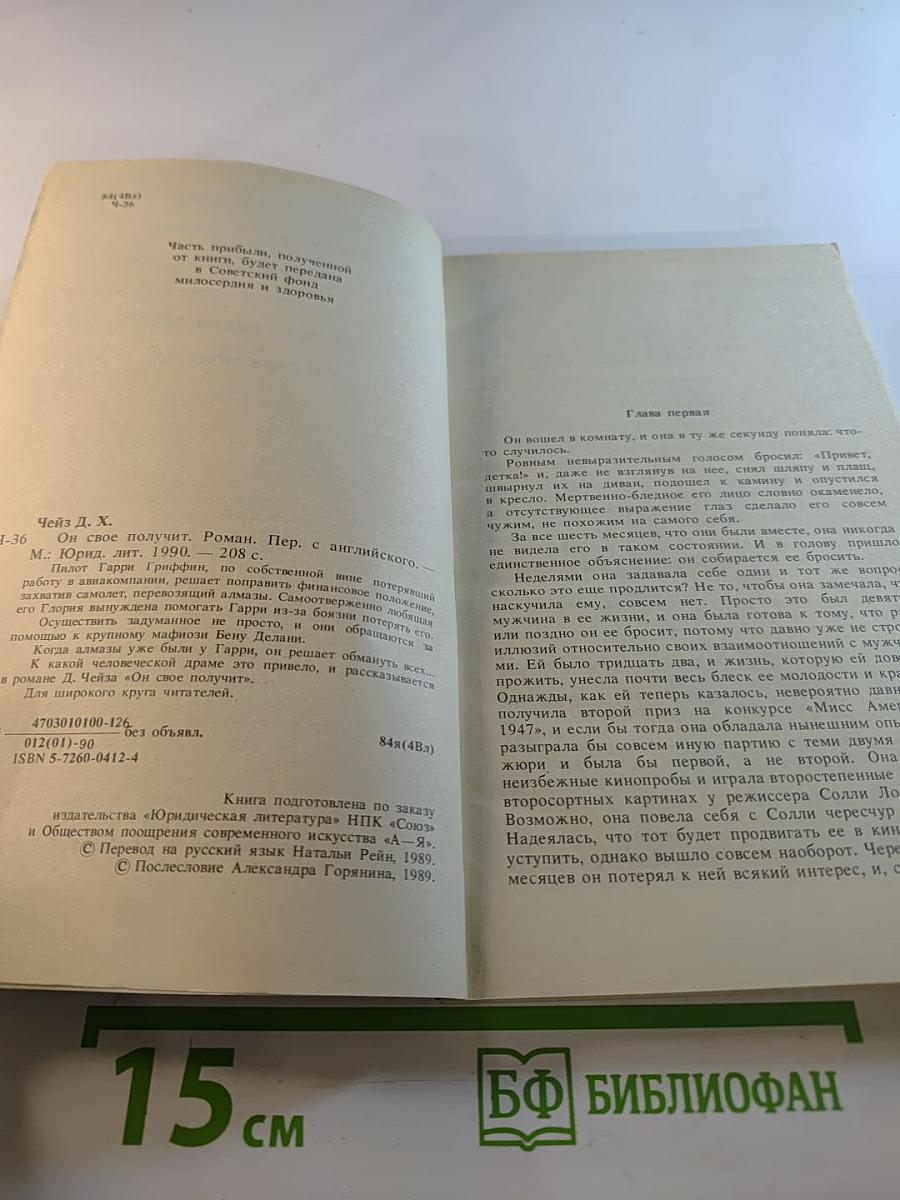 84(4Вл)
Ч-36
Часть прибыли, полученной
от книги, будет передана
в Советский фонд
милосердия и здоровья
Чейз Д. Х.
Ч-36 Он свое получит. Роман. Пер. с английского. —
М.: Юрид. лит. 1990. — 208 с.
Пилот Гарри Гриффин, по собственной вине потерявший
работу в авиакомпании, решает поправить финансовое положение,
захватив самолет, перевозящий алмазы. Самоотверженно любящая
его Глория вынуждена помогать Гарри из-за боязни потерять его.
Осуществить задуманное не просто, и они обращаются за
помощью к крупному мафиози Бену Делани.
Когда алмазы уже были у Гарри, он решает обмануть всех...
К какой человеческой драме это привело, и рассказывается
в романе Д. Чейза «Он свое получит».
Для широкого круга читателей.
4703010100-126
012(01)-90
без объявл.
84я(4Вл)
ISBN 5-7260-0412-4
Книга подготовлена по заказу
издательства «Юридическая литература» НПК «Союз»
и Обществом поощрения современного искусства «А—Я».
© Перевод на русский язык Натальи Рейн, 1989.
© Послесловие Александра Горянина, 1989.
Глава первая
Он вошел в комнату, и она в ту же секунду поняла: что-
то случилось.
Ровным невыразительным голосом бросил: «Привет,
детка!» и, даже не взглянув на нее, снял шляпу и плащ,
швырнул их на диван, подошел к камину и опустился
в кресло. Мертвенно-бледное его лицо словно окаменело,
а отсутствующее выражение глаз сделало его совсем
чужим, не похожим на самого себя.
За все шесть месяцев, что они были вместе, она никогда
не видела его в таком состоянии. И в голову пришло
единственное объяснение: он собирается ее бросить.
Неделями она задавала себе один и тот же вопрос
сколько это еще продлится? Не то, чтобы она замечала, ч
наскучила ему, совсем нет. Просто это был девят
мужчина в ее жизни, и она была готова к тому, что ра
или поздно он ее бросит, потому что давно уже не стро
иллюзий относительно своих взаимоотношений с мужч
ми. Ей было тридцать два, и жизнь, которую ей дове
прожить, унесла почти весь блеск ее молодости и кра
Однажды, как ей теперь казалось, невероятно давн
получила второй приз на конкурсе «Мисс Амер
1947», и если бы тогда она обладала нынешним опы
разыграла бы совсем иную партию с теми двумя
жюри и была бы первой, а не второй. Она
неизбежные кинопробы и играла второстепенные
второсортных картинах у режиссера Солли Ло
Возможно, она повела себя с Солли чересчур
Надеялась, что тот будет продвигать ее в кин
уступить, однако вышло совсем наоборот. Чере
месяцев он потерял к ней всякий интерес, и, с
15 см
БФ БИБЛИОФАН